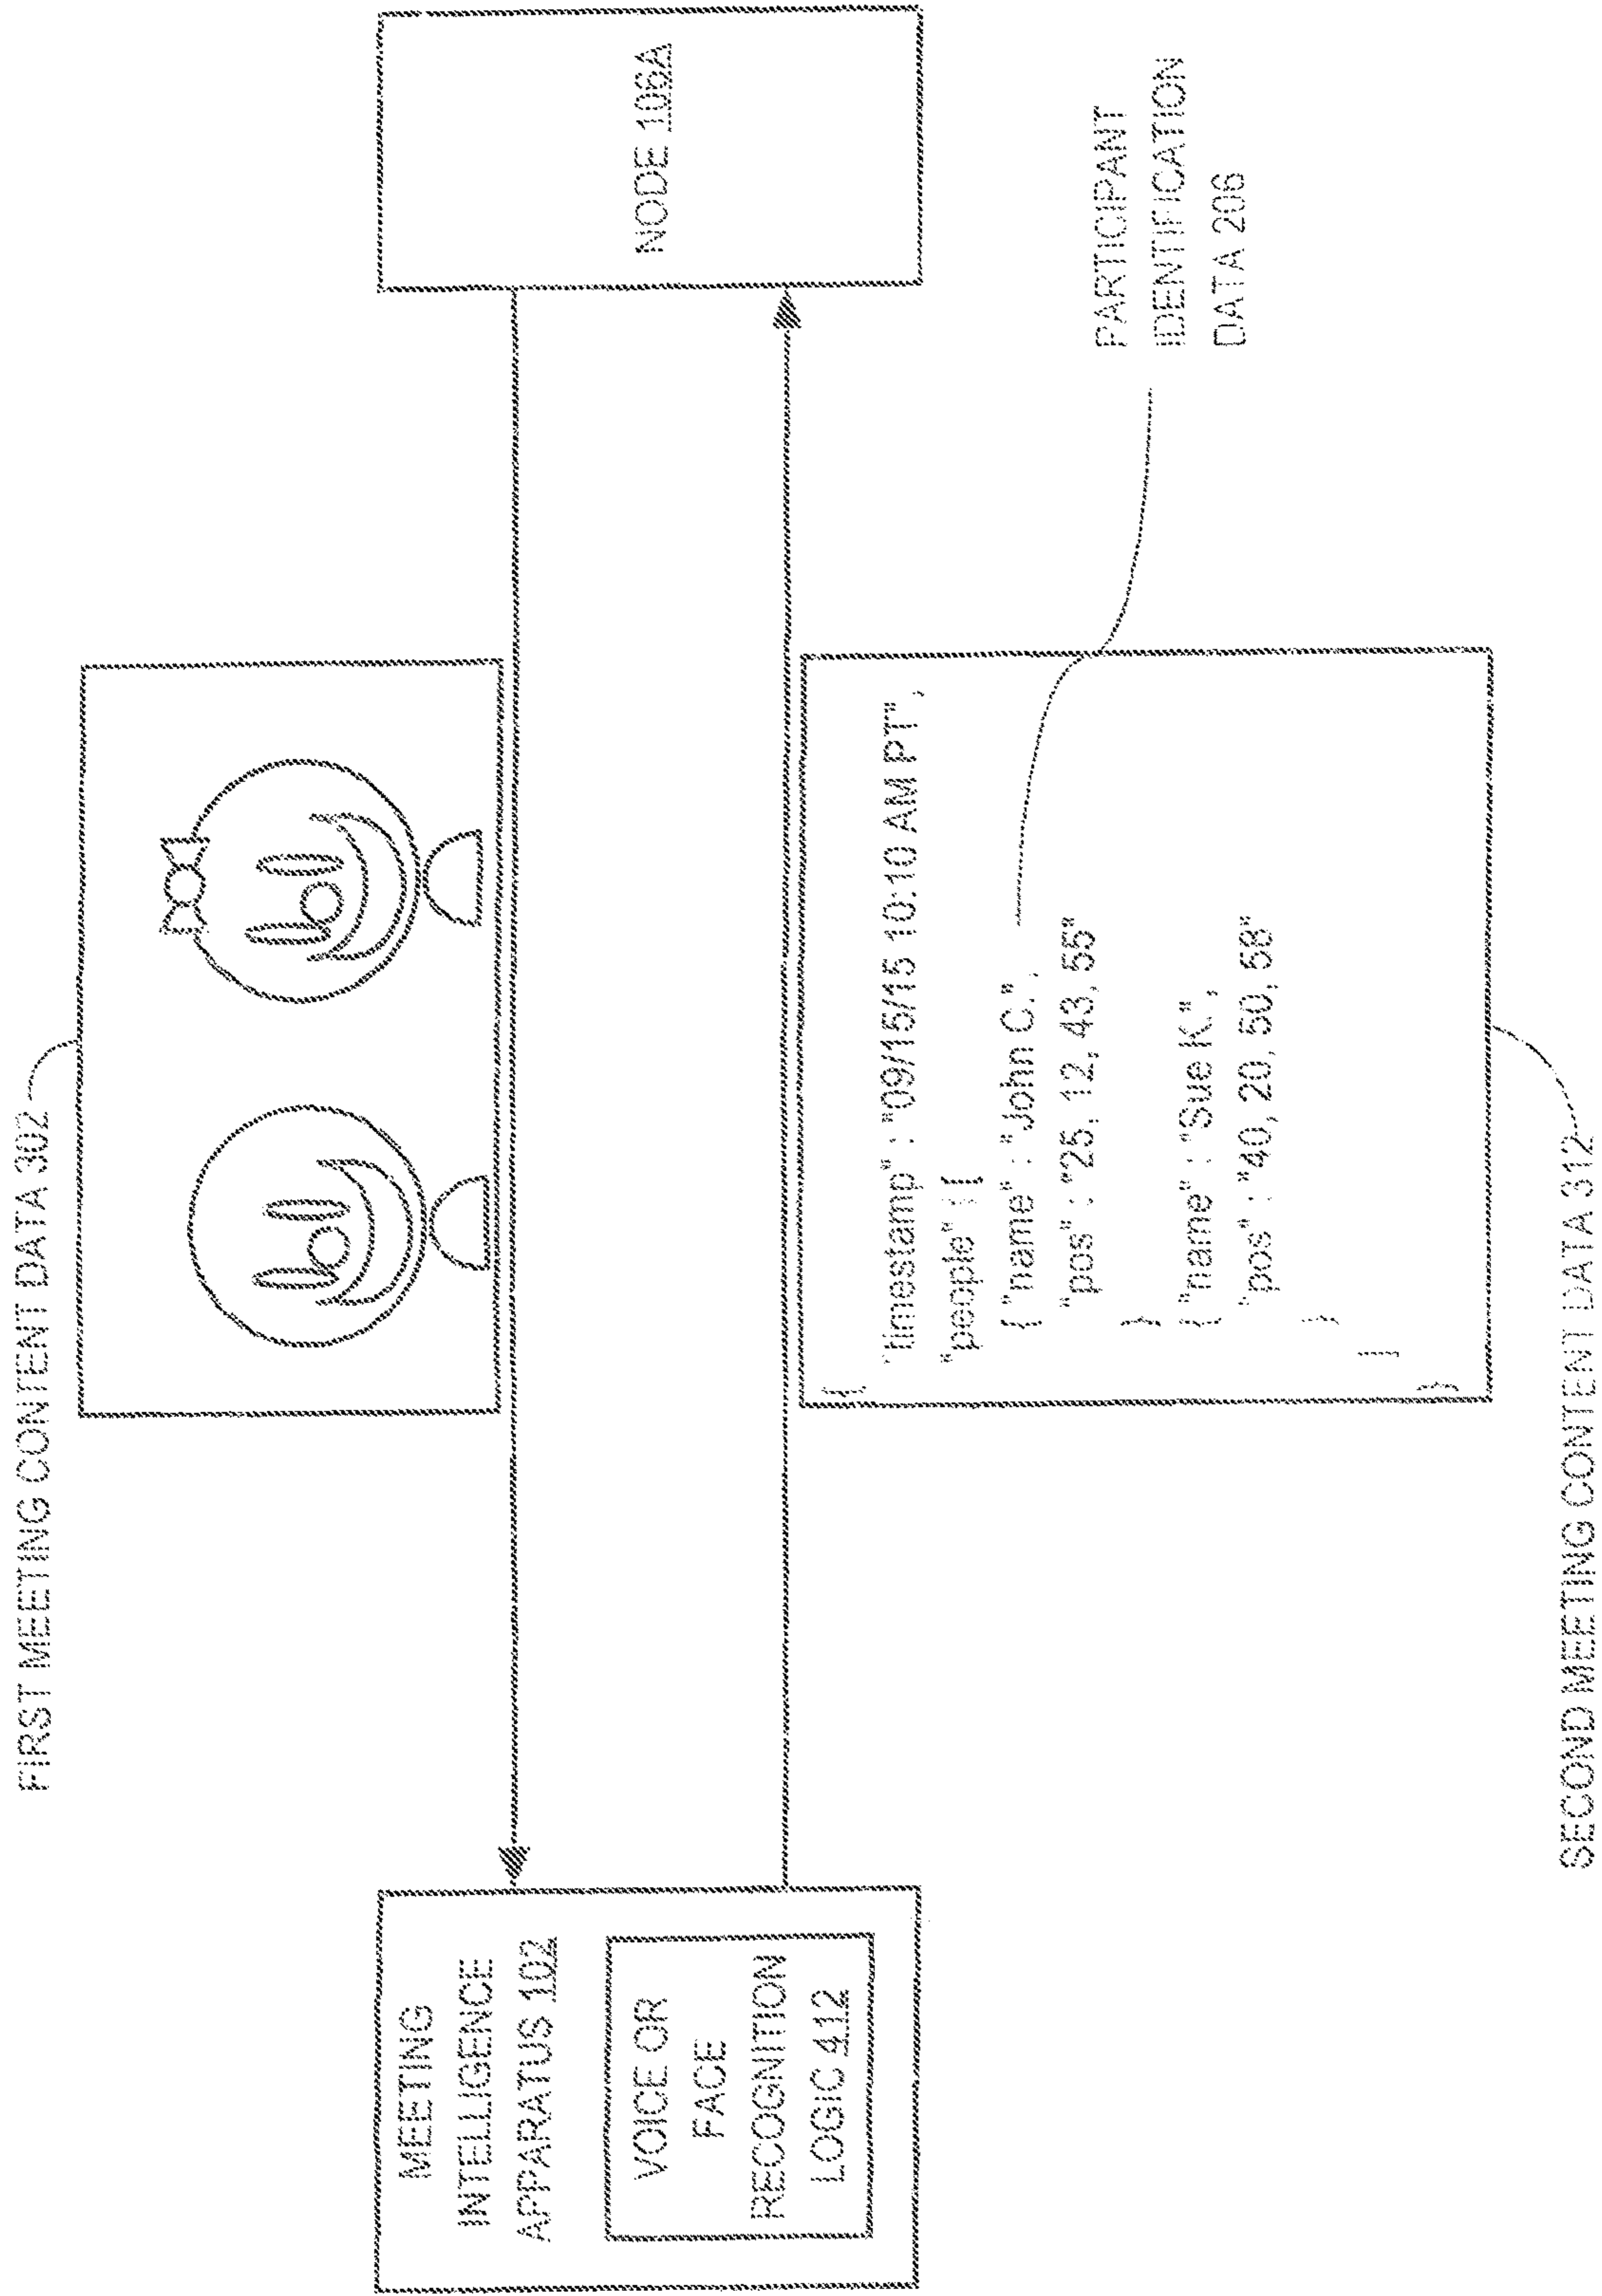 FIRST MEETING CONTENT DATA 302
MEETING
INTELLIGENCE
APPARATUS 102
VOICE OR
FACE
RECOGNITION
LOGIC 412
NODE 106A
{
"timestamp" : "09/15/15 10:10 AM PT",
"people" : [
{ "name" : "John C.",
"pos" : "25, 12, 43, 55"
}
{ "name" : "Sue K.",
"pos" : "40, 20, 50, 58"
}
]
}
PARTICIPANT
IDENTIFICATION
DATA 206
SECOND MEETING CONTENT DATA 312